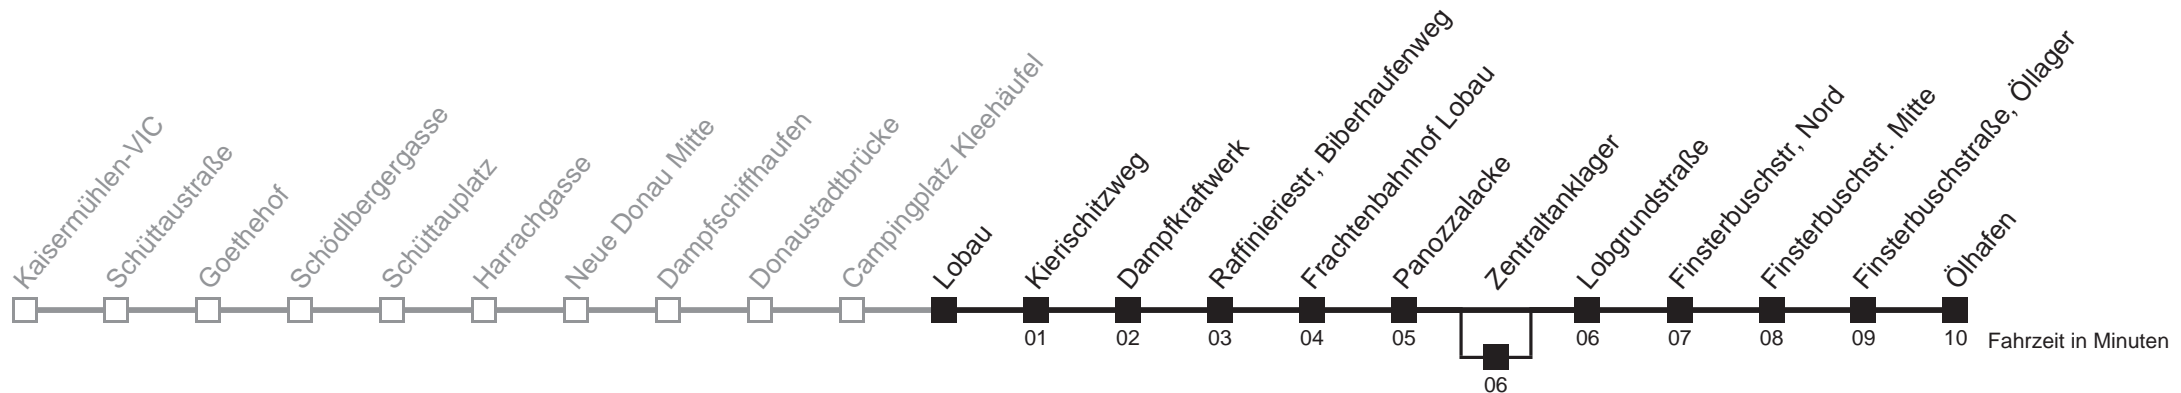 Kaisermühlen-VIC
Schüttaustraße
Goethehof
Schödlbergergasse
Schüttauplatz
Harrachgasse
Neue Donau Mitte
Dampfschiffhaufen
Donaustadtbrücke
Campingplatz Kleehäufel
Lobau
Kierischitzweg
Dampfkraftwerk
Raffinieriestr, Biberhaufenweg
Frachtenbahnhof Lobau
Panozzalacke
Zentraltanklager
Lobgrundstraße
Finsterbuschstr, Nord
Finsterbuschstr. Mitte
Finsterbuschstraße, Öllager
Ölhafen
01 02 03 04 05 06 07 08 09 10 Fahrzeit in Minuten
06